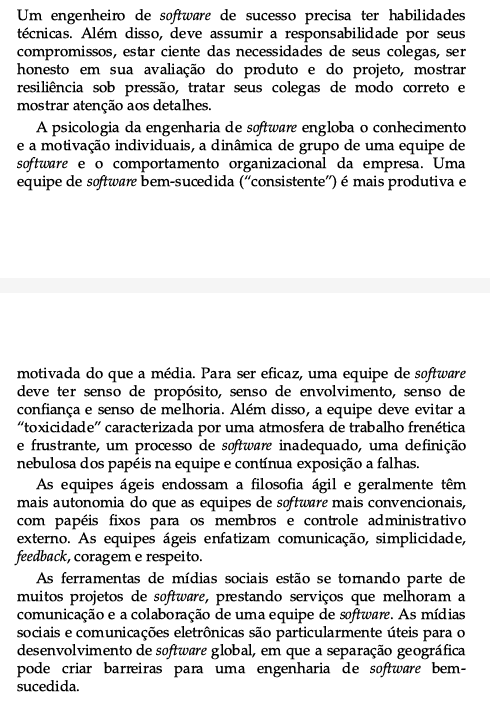 Um engenheiro de software de sucesso precisa ter habilidades
técnicas. Além disso, deve assumir a responsabilidade por seus
compromissos, estar ciente das necessidades de seus colegas, ser
honesto em sua avaliação do produto e do projeto, mostrar
resiliência sob pressão, tratar seus colegas de modo correto e
mostrar atenção aos detalhes.
A psicologia da engenharia de software engloba o conhecimento
e a motivação individuais, a dinâmica de grupo de uma equipe de
software e o comportamento organizacional da empresa. Uma
equipe de software bem-sucedida (“consistente”) é mais produtiva e
motivada do que a média. Para ser eficaz, uma equipe de software
deve ter senso de propósito, senso de envolvimento, senso de
confiança e senso de melhoria. Além disso, a equipe deve evitar a
“toxicidade” caracterizada por uma atmosfera de trabalho frenética
e frustrante, um processo de software inadequado, uma definição
nebulosa dos papéis na equipe e contínua exposição a falhas.
As equipes ágeis endossam a filosofia ágil e geralmente têm
mais autonomia do que as equipes de software mais convencionais,
com papéis fixos para os membros e controle administrativo
externo. As equipes ágeis enfatizam comunicação, simplicidade,
feedback, coragem e respeito.
As ferramentas de mídias sociais estão se tornando parte de
muitos projetos de software, prestando serviços que melhoram a
comunicação e a colaboração de uma equipe de software. As mídias
sociais e comunicações eletrônicas são particularmente úteis para o
desenvolvimento de software global, em que a separação geográfica
pode criar barreiras para uma engenharia de software bem-
sucedida.